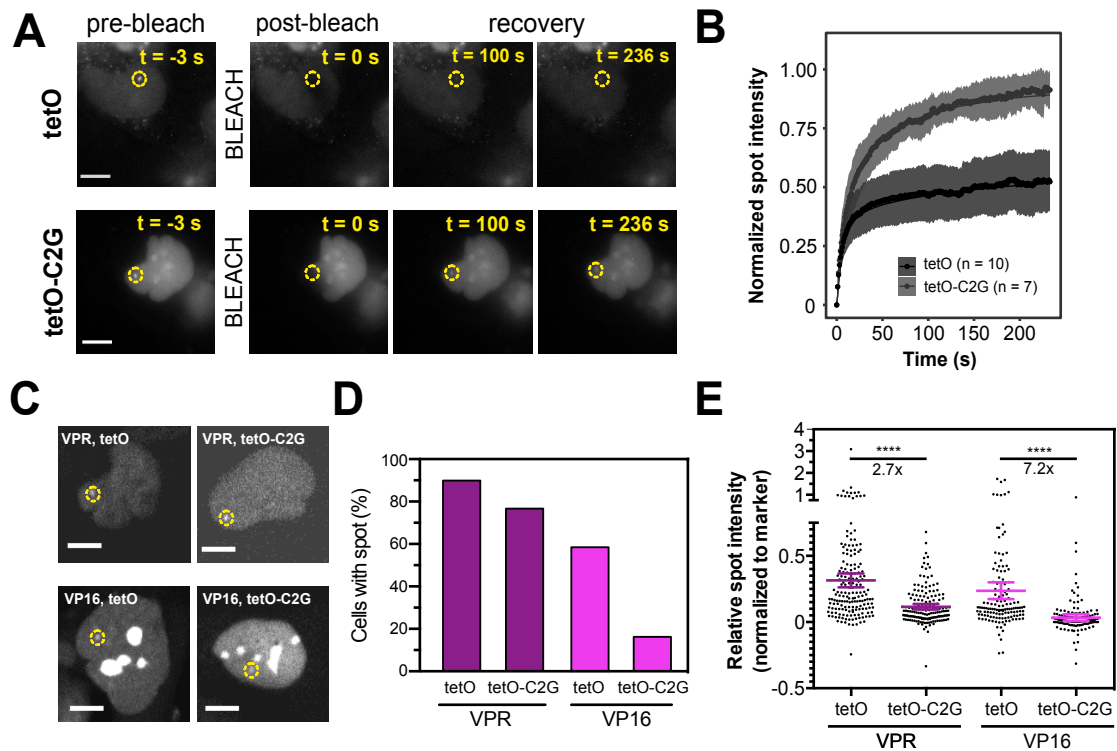 A
pre-bleach
post-bleach
recovery
tetO
t = -3 s
BLEACH
t = 0 s
t = 100 s
t = 236 s
tetO-C2G
t = -3 s
BLEACH
t = 0 s
t = 100 s
t = 236 s
B
Normalized spot intensity
1.00
0.75
0.50
0.25
0
tetO (n = 10)
tetO-C2G (n = 7)
0 50 100 150 200
Time (s)
C
VPR, tetO
VPR, tetO-C2G
VP16, tetO
VP16, tetO-C2G
D
Cells with spot (%)
100
80
60
40
20
0
tetO tetO-C2G tetO tetO-C2G
VPR VP16
E
Relative spot intensity
(normalized to marker)
4
3
2
1
0.5
0
-0.5
**** ****
2.7x 7.2x
tetO tetO-C2G tetO tetO-C2G
VPR VP16